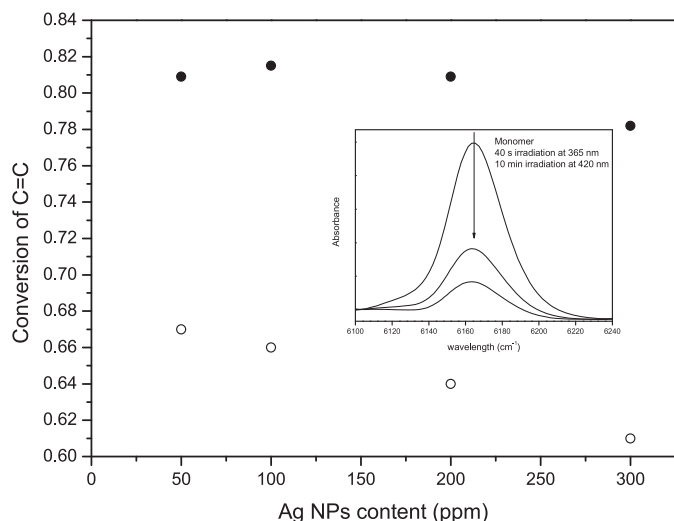 0.84
0.82
0.80
0.78
0.76
0.74
0.72
0.70
0.68
0.66
0.64
0.62
0.60
Conversion of C=C
0 50 100 150 200 250 300
Ag NPs content (ppm)
Monomer
40 s irradiation at 365 nm
10 min irradiation at 420 nm
Absorbance
6100 6120 6140 6160 6180 6200 6220 6240
wavelength (cm-1)